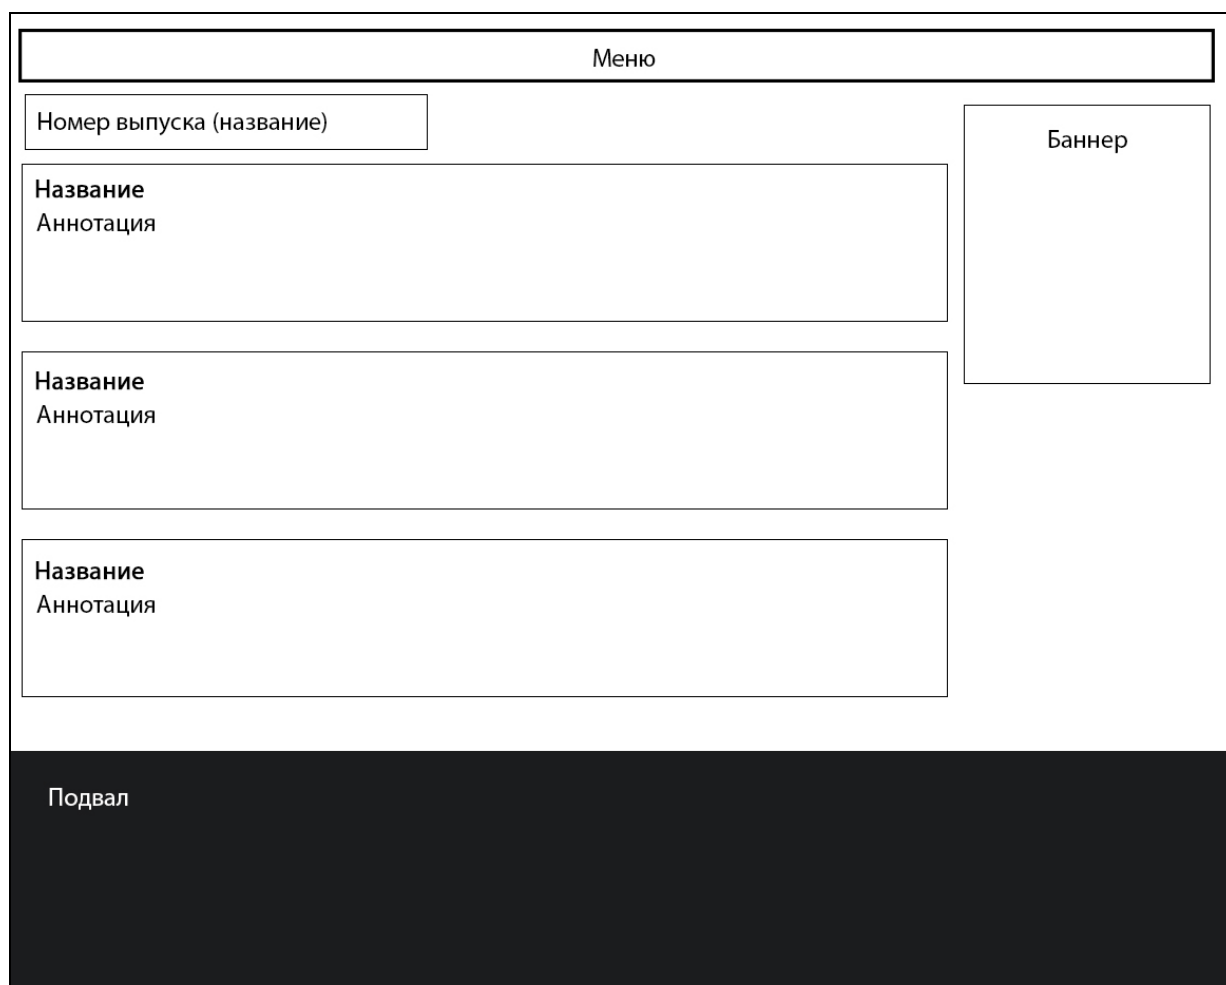 Меню
Номер выпуска (название)
Баннер
Название
Аннотация
Название
Аннотация
Название
Аннотация
Подвал